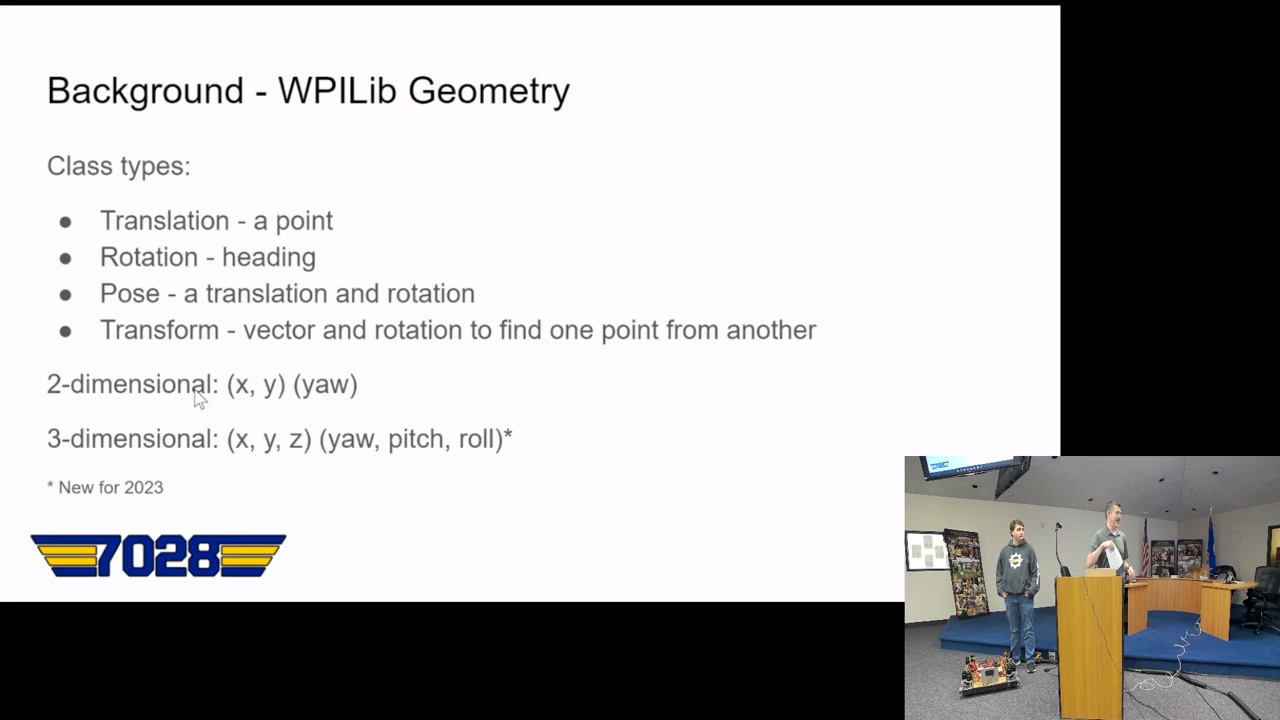 Background - WPILib Geometry
Class types:
● Translation - a point
● Rotation - heading
● Pose - a translation and rotation
● Transform - vector and rotation to find one point from another
2-dimensional: (x, y) (yaw)
3-dimensional: (x, y, z) (yaw, pitch, roll)*
* New for 2023
7028